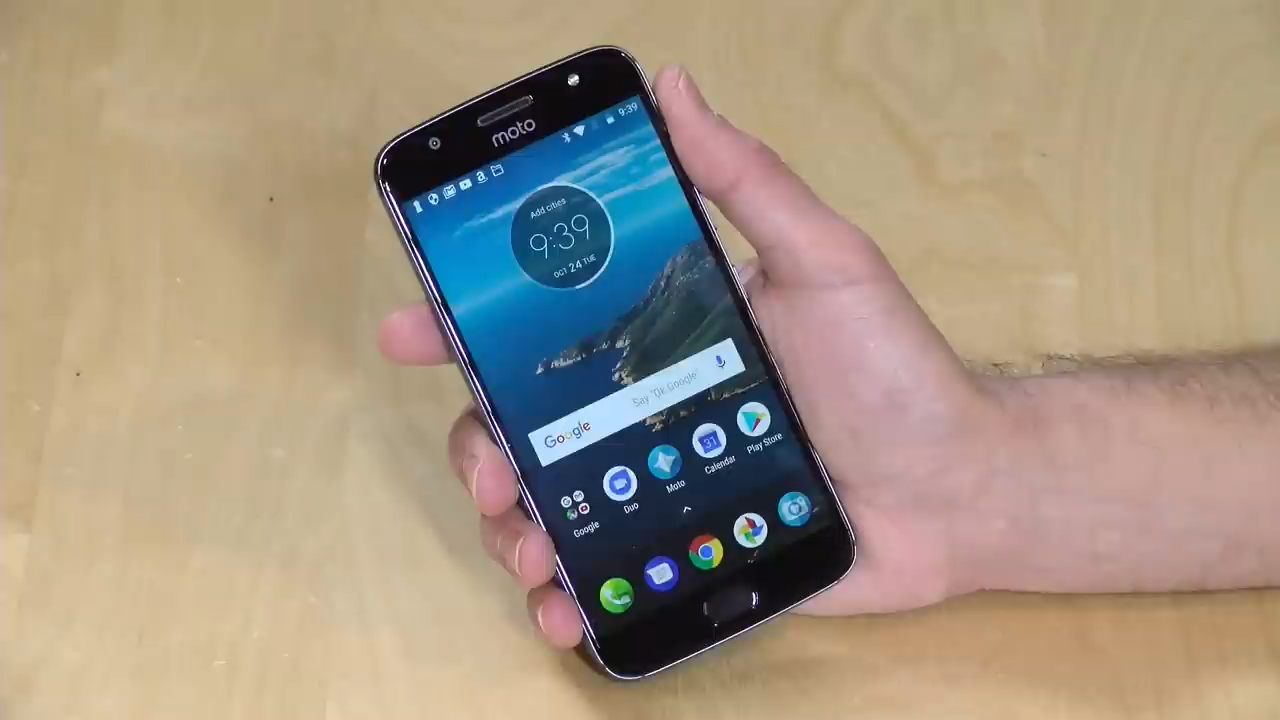 moto
9:39
Add cities
9:39
OCT 24 TUE
Google
Say "Ok Google"
Google
Duo
Moto
31
Calendar
Play Store